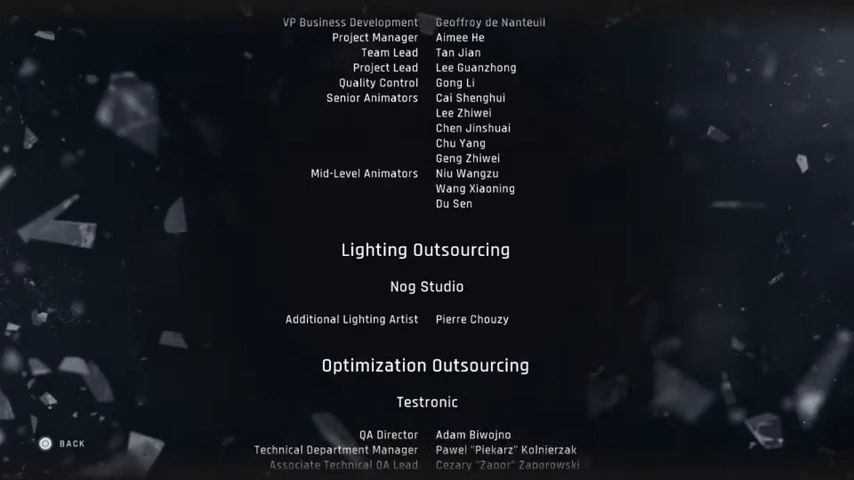 VP Business Development Geoffroy de Nanteuil
Project Manager Aimee He
Team Lead Tan Jian
Project Lead Lee Guanzhong
Quality Control Gong Li
Senior Animators Cai Shenghui
Lee Zhiwei
Chen Jinshuai
Chu Yang
Geng Zhiwei
Mid-Level Animators Niu Wangzu
Wang Xiaoning
Du Sen
Lighting Outsourcing
Nog Studio
Additional Lighting Artist Pierre Chouzy
Optimization Outsourcing
Testronic
QA Director Adam Biwojno
Technical Department Manager Pawel "Piekarz" Kolnierzak
Associate Technical QA Lead Cezary "Zapor" Zaporowski
BACK